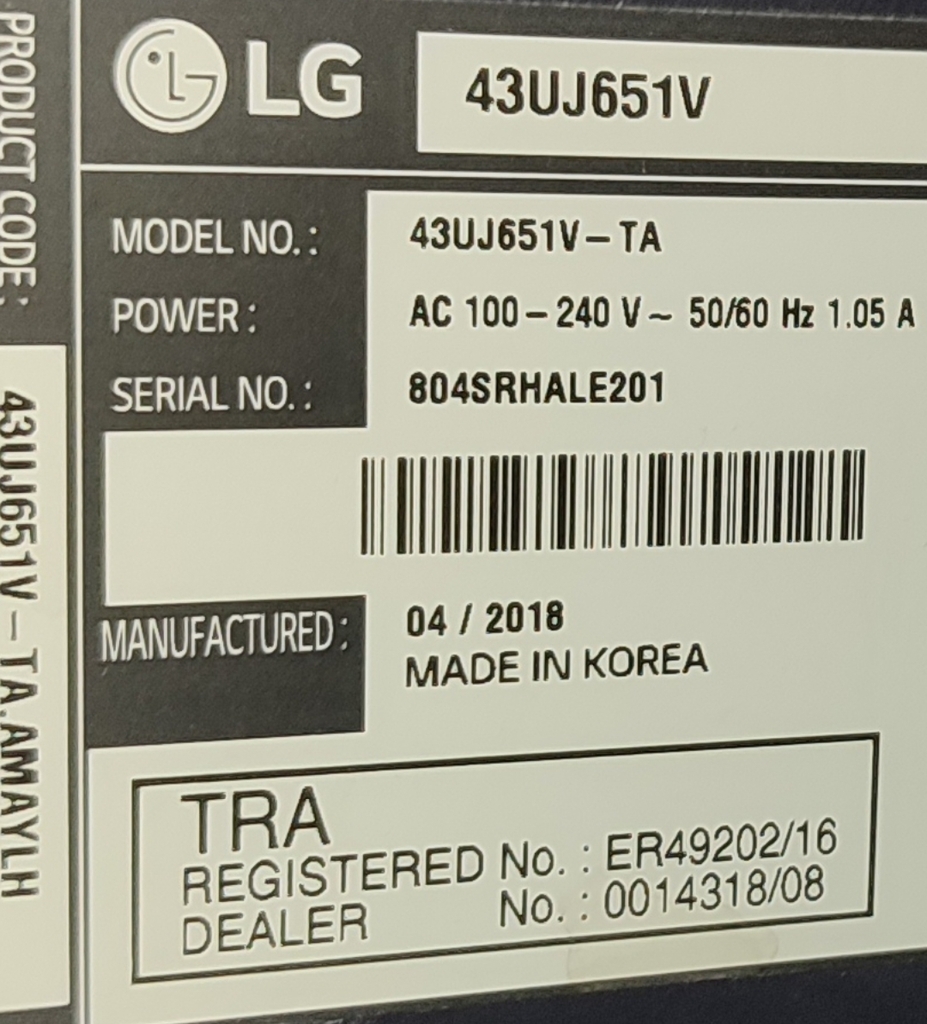 LG 43UJ651V
MODEL NO. : 43UJ651V-TA
POWER : AC 100-240 V~ 50/60 Hz 1.05 A
SERIAL NO. : 804SRHALE201
MANUFACTURED : 04 / 2018
MADE IN KOREA
TRA
REGISTERED No. : ER49202/16
DEALER No. : 0014318/08
PRODUCT CODE : 43UJ651V-TA.AMAYLH